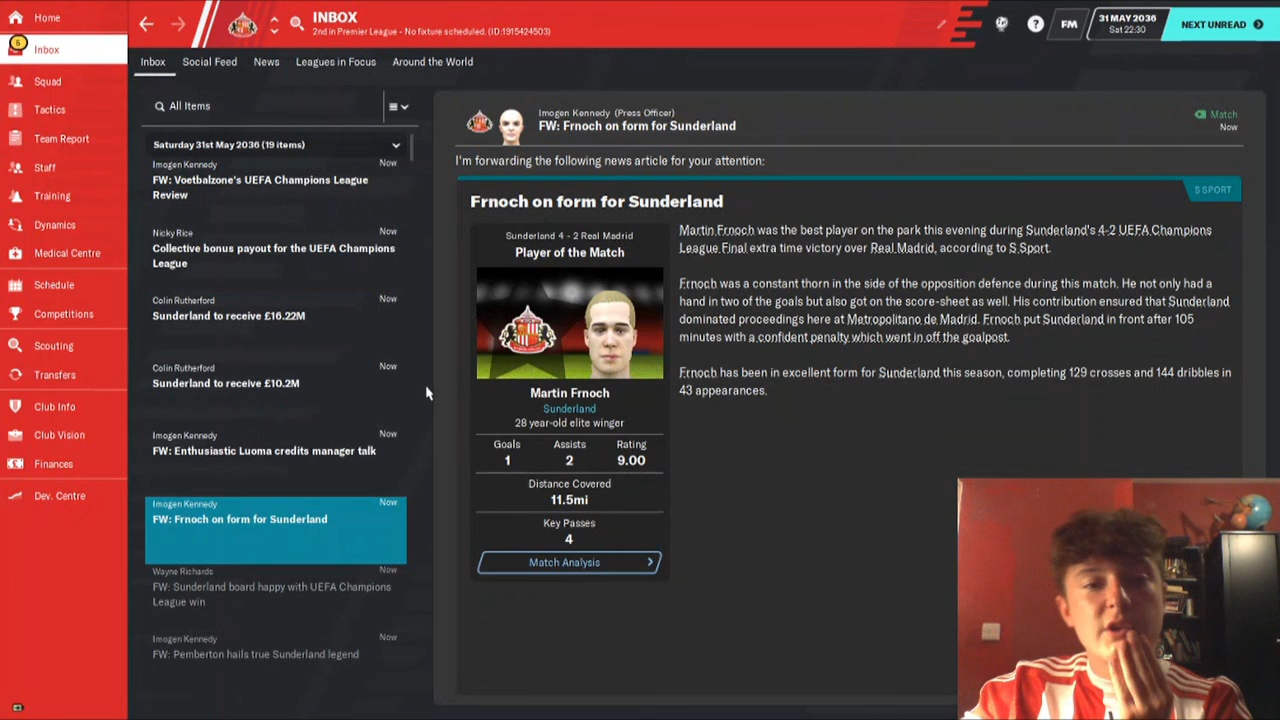 Home
Inbox
5
Squad
Tactics
Team Report
Staff
Training
Dynamics
Medical Centre
Schedule
Competitions
Scouting
Transfers
Club Info
Club Vision
Finances
Dev. Centre
INBOX
2nd in Premier League - No fixture scheduled. (ID:1915424503)
?
FM
31 MAY 2036
Sat 22:30
NEXT UNREAD
Inbox
Social Feed
News
Leagues in Focus
Around the World
All Items
Saturday 31st May 2036 (19 items)
Imogen Kennedy
Now
FW: Voetbalzone's UEFA Champions League
Review
Nicky Rice
Now
Collective bonus payout for the UEFA Champions
League
Colin Rutherford
Now
Sunderland to receive £16.22M
Colin Rutherford
Now
Sunderland to receive £10.2M
Imogen Kennedy
Now
FW: Enthusiastic Luoma credits manager talk
Imogen Kennedy
Now
FW: Frnoch on form for Sunderland
Wayne Richards
Now
FW: Sunderland board happy with UEFA Champions
League win
Imogen Kennedy
Now
FW: Pemberton hails true Sunderland legend
Imogen Kennedy (Press Officer)
FW: Frnoch on form for Sunderland
Match
Now
I'm forwarding the following news article for your attention:
S SPORT
Frnoch on form for Sunderland
Sunderland 4 - 2 Real Madrid
Player of the Match
Martin Frnoch
Sunderland
28 year-old elite winger
Goals Assists Rating
1 2 9.00
Distance Covered
11.5mi
Key Passes
4
Match Analysis
Martin Frnoch was the best player on the park this evening during Sunderland's 4-2 UEFA Champions
League Final extra time victory over Real Madrid, according to S Sport.
Frnoch was a constant thorn in the side of the opposition defence during this match. He not only had a
hand in two of the goals but also got on the score-sheet as well. His contribution ensured that Sunderland
dominated proceedings here at Metropolitano de Madrid. Frnoch put Sunderland in front after 105
minutes with a confident penalty which went in off the goalpost.
Frnoch has been in excellent form for Sunderland this season, completing 129 crosses and 144 dribbles in
43 appearances.